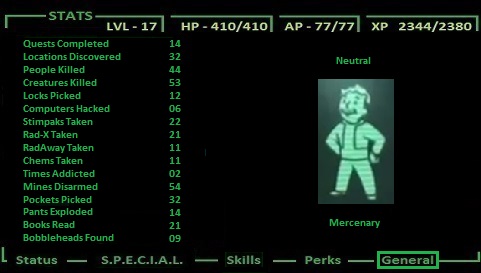 STATS
LVL - 17 HP - 410/410 AP - 77/77 XP 2344/2380
Quests Completed 14
Locations Discovered 32
People Killed 44
Creatures Killed 53
Locks Picked 12
Computers Hacked 06
Stimpaks Taken 22
Rad-X Taken 21
RadAway Taken 11
Chems Taken 11
Times Addicted 02
Mines Disarmed 54
Pockets Picked 32
Pants Exploded 14
Books Read 21
Bobbleheads Found 09
Neutral
Mercenary
Status S.P.E.C.I.A.L. Skills Perks General